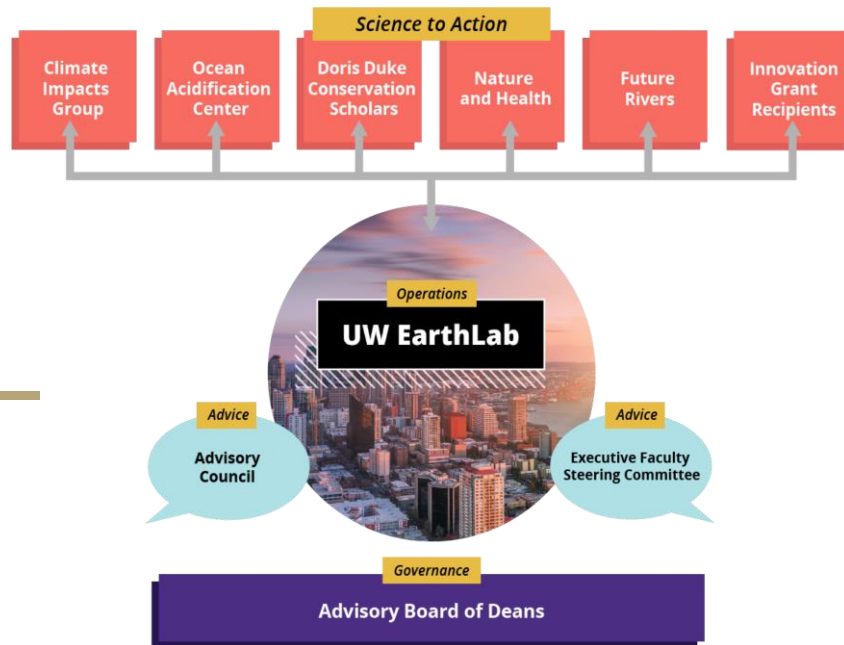 Science to Action
Climate
Impacts
Group
Ocean
Acidification
Center
Doris Duke
Conservation
Scholars
Nature
and Health
Future
Rivers
Innovation
Grant
Recipients
Operations
UW EarthLab
Advice
Advisory
Council
Advice
Executive Faculty
Steering Committee
Governance
Advisory Board of Deans